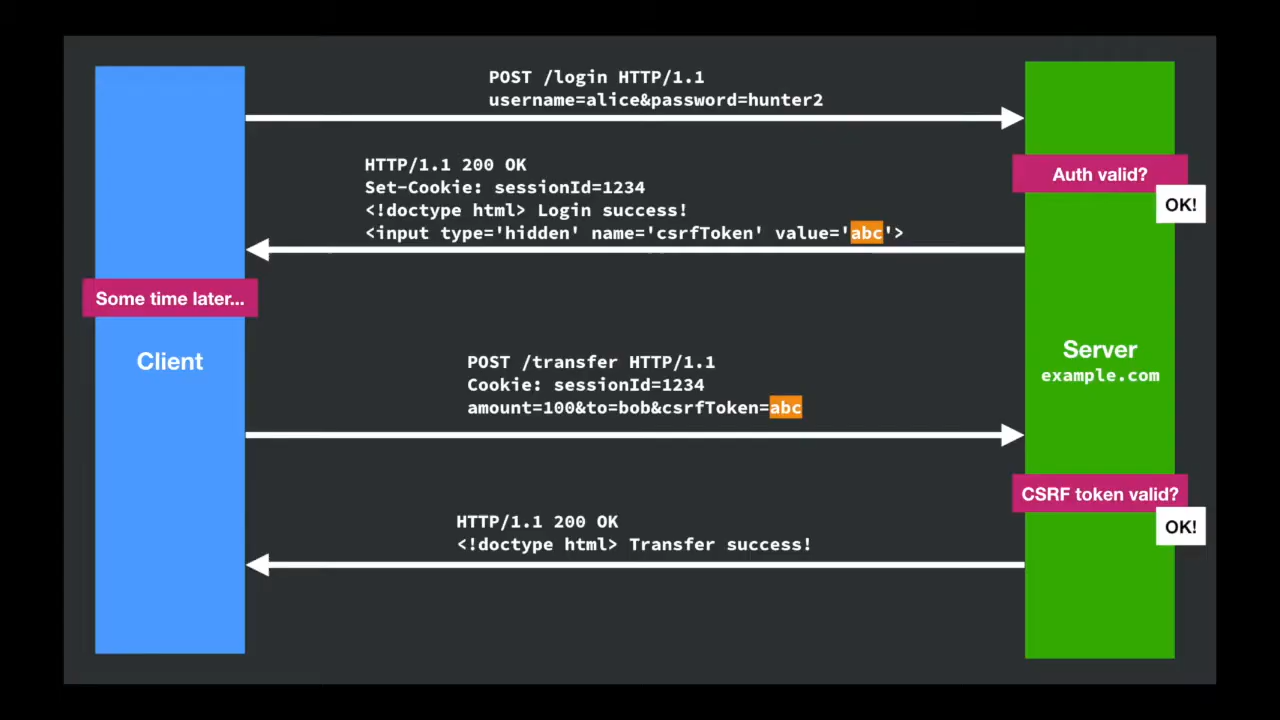 POST /login HTTP/1.1
username=alice&password=hunter2
HTTP/1.1 200 OK
Set-Cookie: sessionId=1234
<!doctype html> Login success!
<input type='hidden' name='csrfToken' value='abc'>
Auth valid?
OK!
Some time later...
Client
Server
example.com
POST /transfer HTTP/1.1
Cookie: sessionId=1234
amount=100&to=bob&csrfToken=abc
CSRF token valid?
OK!
HTTP/1.1 200 OK
<!doctype html> Transfer success!